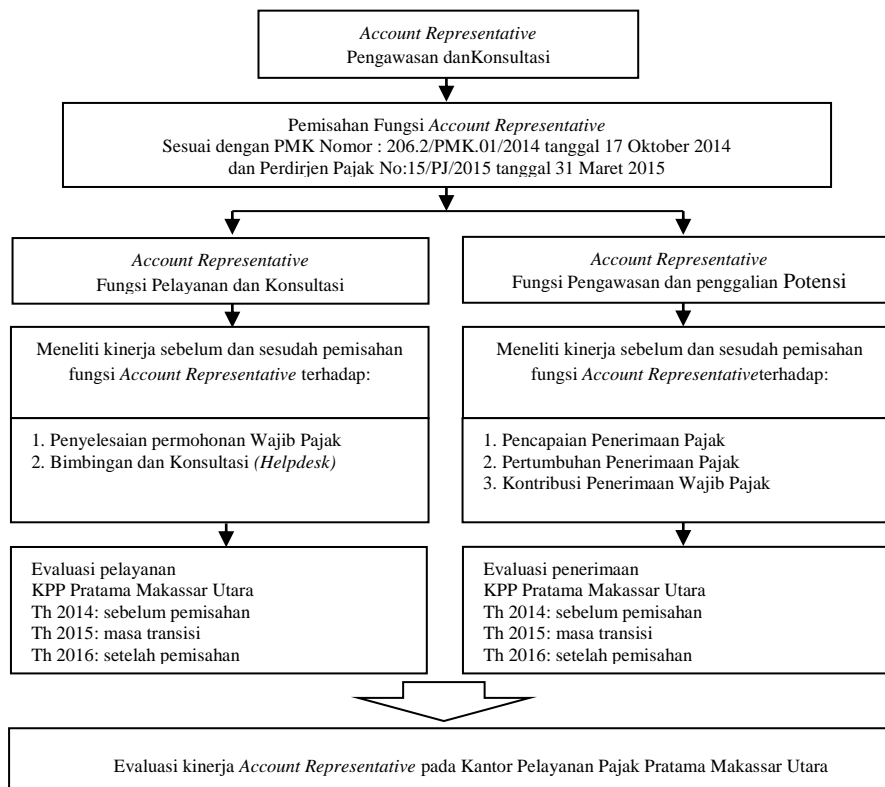 Account Representative
Pengawasan danKonsultasi
Pemisahan Fungsi Account Representative
Sesuai dengan PMK Nomor : 206.2/PMK.01/2014 tanggal 17 Oktober 2014
dan Perdirjen Pajak No:15/PJ/2015 tanggal 31 Maret 2015
Account Representative
Fungsi Pelayanan dan Konsultasi
Account Representative
Fungsi Pengawasan dan penggalian Potensi
Meneliti kinerja sebelum dan sesudah pemisahan
fungsi Account Representative terhadap:
1. Penyelesaian permohonan Wajib Pajak
2. Bimbingan dan Konsultasi (Helpdesk)
Meneliti kinerja sebelum dan sesudah pemisahan
fungsi Account Representativeterhadap:
1. Pencapaian Penerimaan Pajak
2. Pertumbuhan Penerimaan Pajak
3. Kontribusi Penerimaan Wajib Pajak
Evaluasi pelayanan
KPP Pratama Makassar Utara
Th 2014: sebelum pemisahan
Th 2015: masa transisi
Th 2016: setelah pemisahan
Evaluasi penerimaan
KPP Pratama Makassar Utara
Th 2014: sebelum pemisahan
Th 2015: masa transisi
Th 2016: setelah pemisahan
Evaluasi kinerja Account Representative pada Kantor Pelayanan Pajak Pratama Makassar Utara